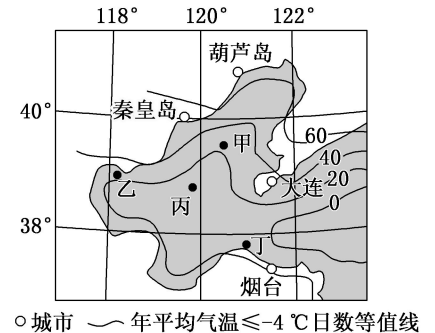 118° 120° 122°
葫芦岛
40°
秦皇岛
60
甲
40
大连
20
乙
丙
0
38°
丁
烟台
城市 年平均气温≤-4 ℃日数等值线